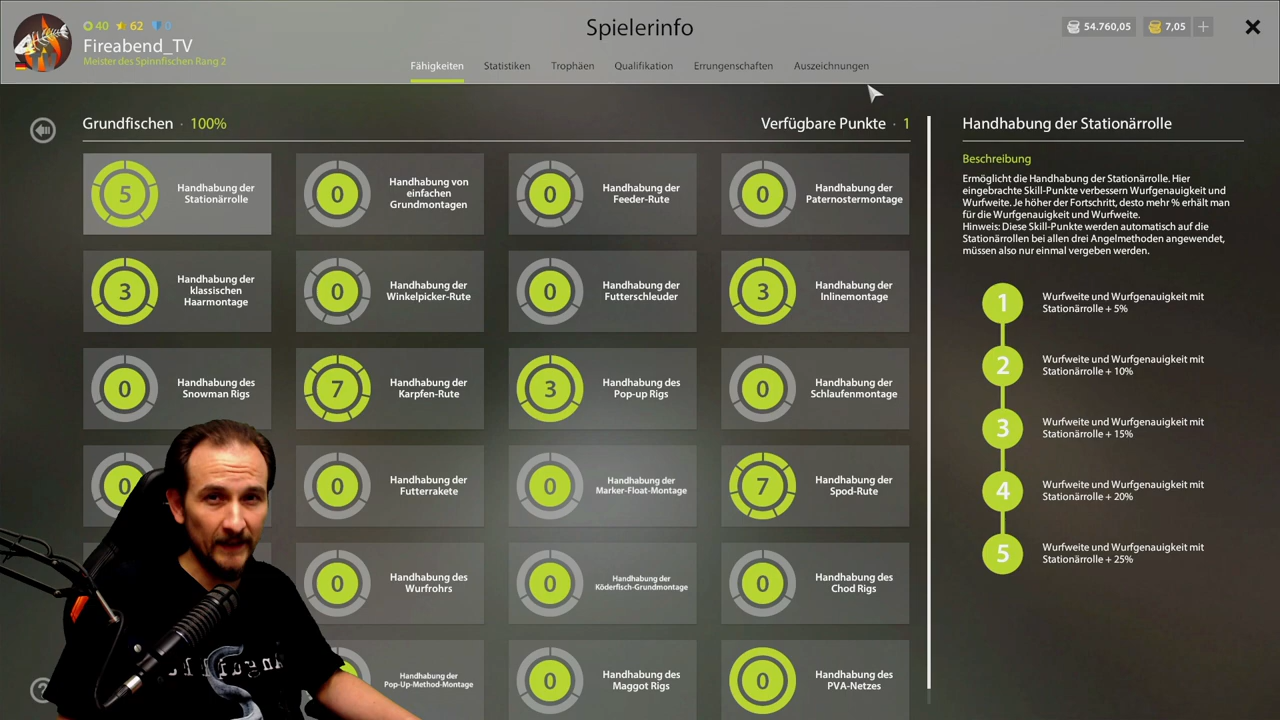 40 62 0
Spielerinfo
54.760,05 7,05 +
Fireabend_TV
Meister des Spinnfischen Rang 2
Fähigkeiten Statistiken Trophäen Qualifikation Errungenschaften Auszeichnungen
Grundfischen · 100%
Verfügbare Punkte · 1
5 Handhabung der
Stationärrolle
0 Handhabung von
einfachen
Grundmontagen
0 Handhabung der
Feeder-Rute
0 Handhabung der
Paternostermontage
3 Handhabung der
klassischen
Haarmontage
0 Handhabung der
Winkelpicker-Rute
0 Handhabung der
Futterschleuder
3 Handhabung der
Inlinemontage
0 Handhabung des
Snowman Rigs
7 Handhabung der
Karpfen-Rute
3 Handhabung des
Pop-up Rigs
0 Handhabung der
Schlaufenmontage
0
0 Handhabung der
Futterrakete
0 Handhabung der
Marker-Float-Montage
7 Handhabung der
Spod-Rute
0 Handhabung des
Wurfrohrs
0 Handhabung der
Köderfisch-Grundmontage
0 Handhabung des
Chod Rigs
Handhabung der
Pop-Up-Method-Montage
0 Handhabung des
Maggot Rigs
0 Handhabung des
PVA-Netzes
Handhabung der Stationärrolle
Beschreibung
Ermöglicht die Handhabung der Stationärrolle. Hier
eingebrachte Skill-Punkte verbessern Wurfgenauigkeit und
Wurfweite. Je höher der Fortschritt, desto mehr % erhält man
für die Wurfgenauigkeit und Wurfweite.
Hinweis: Diese Skill-Punkte werden automatisch auf die
Stationärrollen bei allen drei Angelmethoden angewendet,
müssen also nur einmal vergeben werden.
1 Wurfweite und Wurfgenauigkeit mit
Stationärrolle + 5%
2 Wurfweite und Wurfgenauigkeit mit
Stationärrolle + 10%
3 Wurfweite und Wurfgenauigkeit mit
Stationärrolle + 15%
4 Wurfweite und Wurfgenauigkeit mit
Stationärrolle + 20%
5 Wurfweite und Wurfgenauigkeit mit
Stationärrolle + 25%